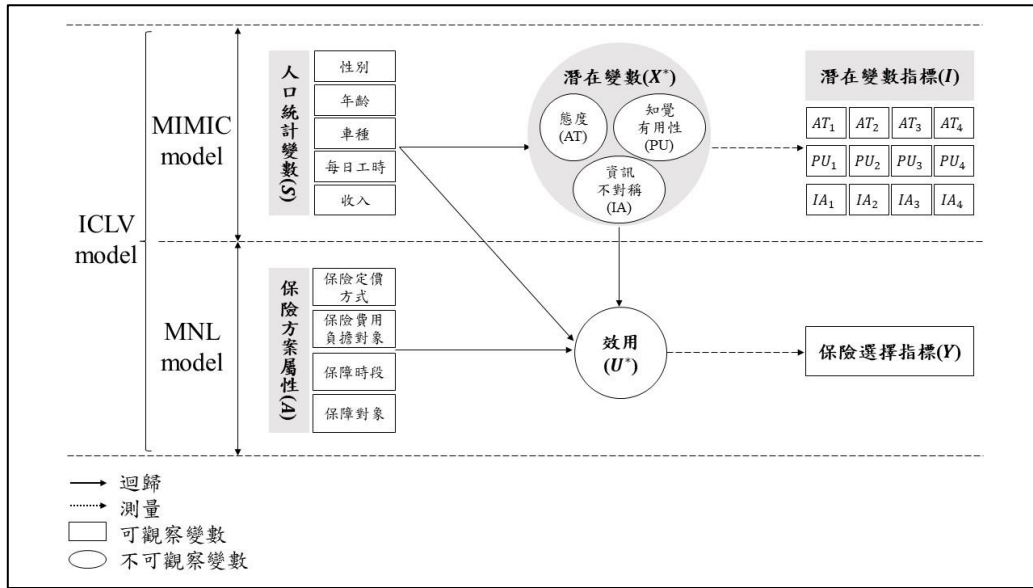 ICLV
model
MIMIC
model
人口統計變數(S)
性別
年齡
車種
每日工時
收入
潛在變數(X*)
態度
(AT)
知覺
有用性
(PU)
資訊
不對稱
(IA)
潛在變數指標(I)
AT₁ AT₂ AT₃ AT₄
PU₁ PU₂ PU₃ PU₄
IA₁ IA₂ IA₃ IA₄
MNL
model
保險方案屬性(A)
保險定價
方式
保險費用
負擔對象
保障時段
保障對象
效用
(U*)
保險選擇指標(Y)
迴歸
測量
可觀察變數
不可觀察變數